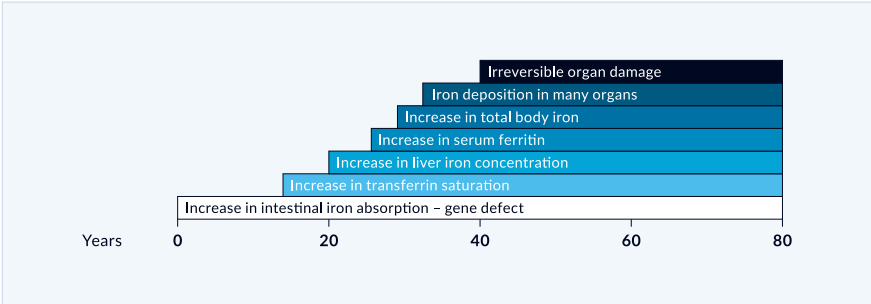 Irreversible organ damage
Iron deposition in many organs
Increase in total body iron
Increase in serum ferritin
Increase in liver iron concentration
Increase in transferrin saturation
Increase in intestinal iron absorption – gene defect
Years 0 20 40 60 80